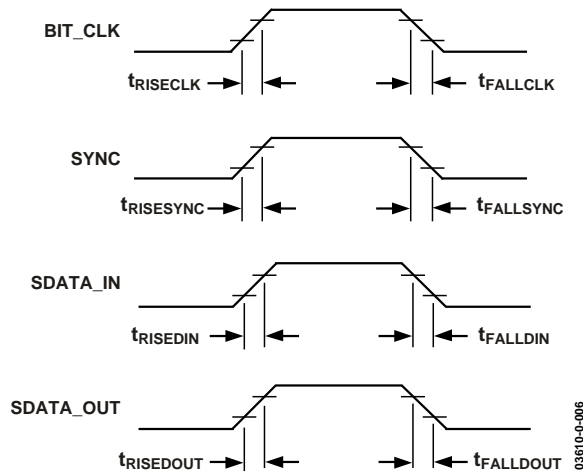 BIT_CLK
tRISECLK
tFALLCLK
SYNC
tRISESYNC
tFALLSYNC
SDATA_IN
tRISEDIN
tFALLDIN
SDATA_OUT
tRISEDOUT
tFALLDOUT
03610-0-006